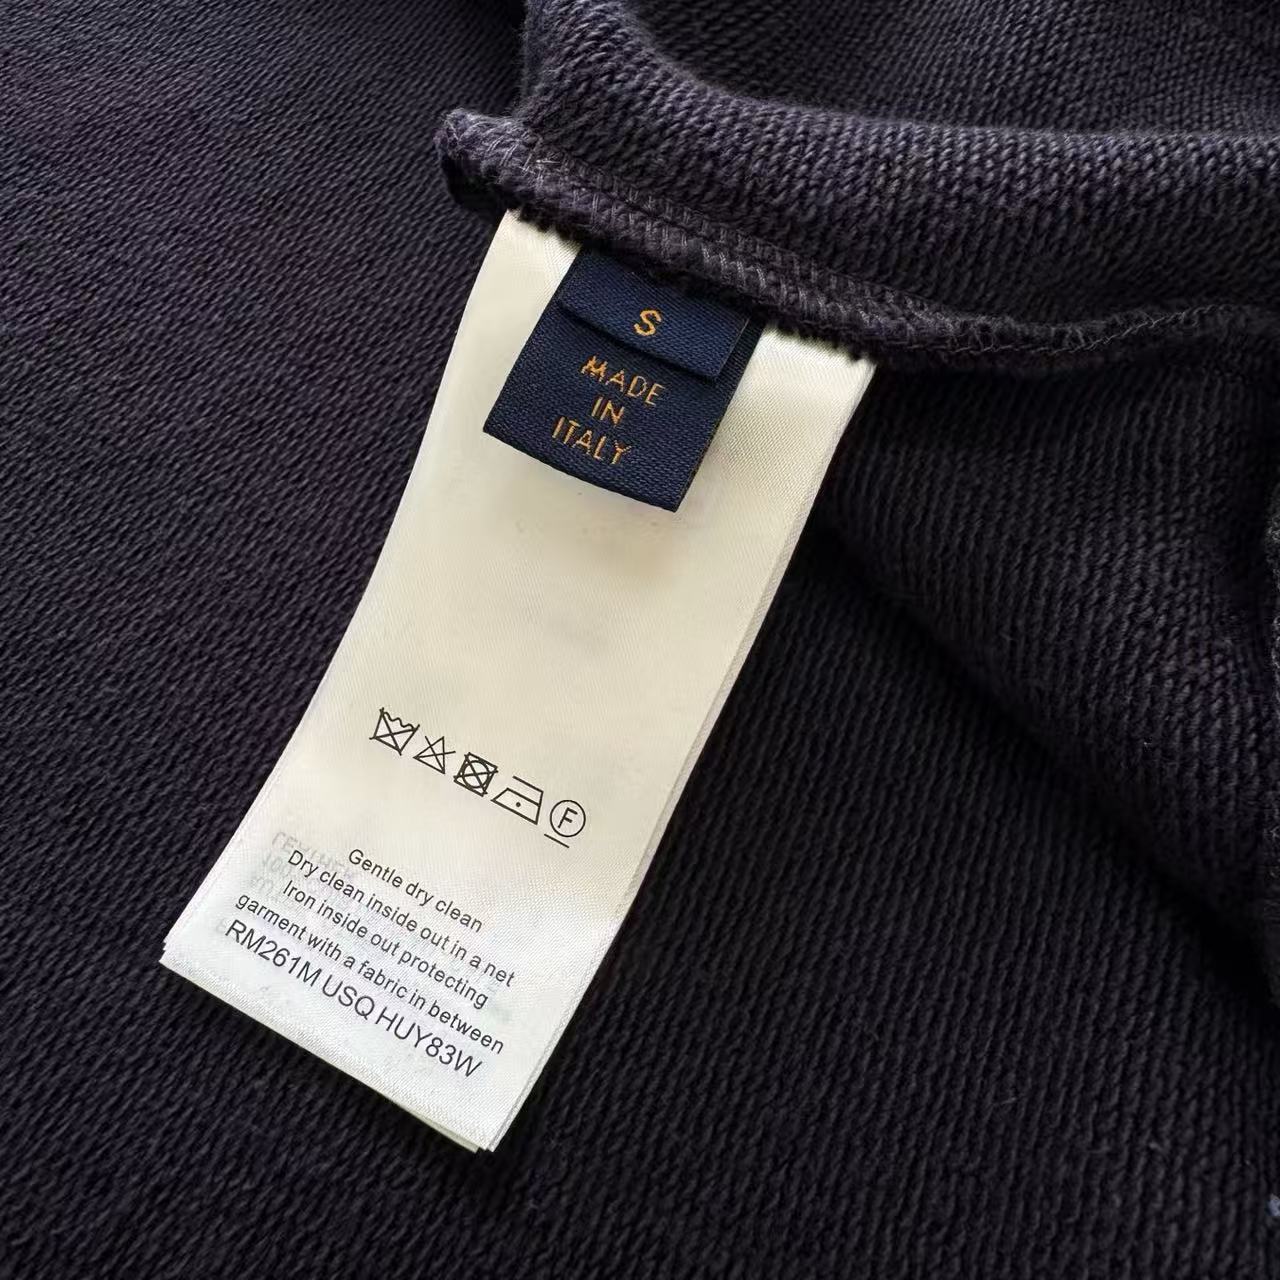 S
MADE
IN
ITALY
F
Gentle dry clean
Dry clean inside out in a net
Iron inside out protecting
garment with a fabric in between
RM261M USQ HUY83W